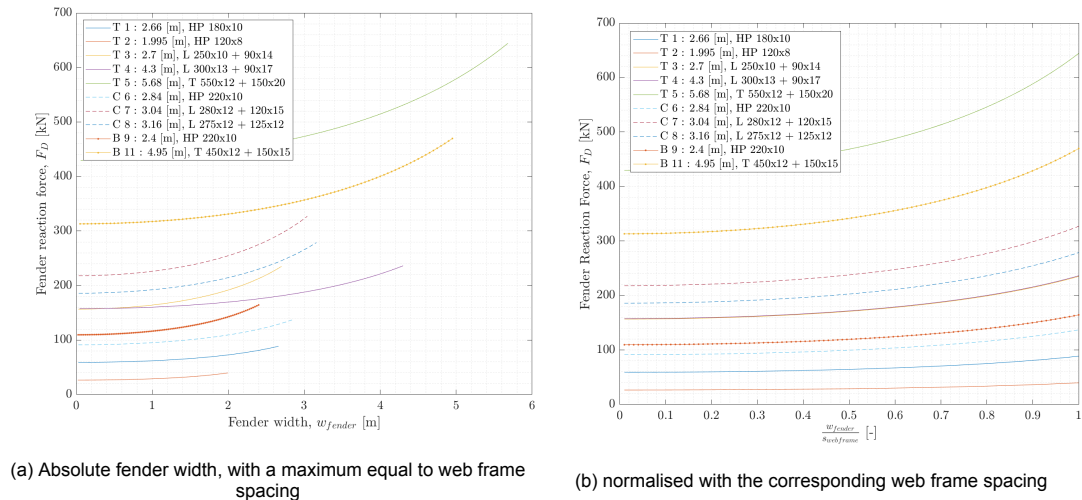 700
600
500
400
300
200
100
0
Fender reaction force, F_D [kN]
T 1 : 2.66 [m], HP 180x10
T 2 : 1.995 [m], HP 120x8
T 3 : 2.7 [m], L 250x10 + 90x14
T 4 : 4.3 [m], L 300x13 + 90x17
T 5 : 5.68 [m], T 550x12 + 150x20
C 6 : 2.84 [m], HP 220x10
C 7 : 3.04 [m], L 280x12 + 120x15
C 8 : 3.16 [m], L 275x12 + 125x12
B 9 : 2.4 [m], HP 220x10
B 11 : 4.95 [m], T 450x12 + 150x15
0 1 2 3 4 5 6
Fender width, w_fender [m]
(a) Absolute fender width, with a maximum equal to web frame
spacing
700
600
500
400
300
200
100
0
Fender Reaction Force, F_D [kN]
T 1 : 2.66 [m], HP 180x10
T 2 : 1.995 [m], HP 120x8
T 3 : 2.7 [m], L 250x10 + 90x14
T 4 : 4.3 [m], L 300x13 + 90x17
T 5 : 5.68 [m], T 550x12 + 150x20
C 6 : 2.84 [m], HP 220x10
C 7 : 3.04 [m], L 280x12 + 120x15
C 8 : 3.16 [m], L 275x12 + 125x12
B 9 : 2.4 [m], HP 220x10
B 11 : 4.95 [m], T 450x12 + 150x15
0 0.1 0.2 0.3 0.4 0.5 0.6 0.7 0.8 0.9 1
w_fender / s_webframe [-]
(b) normalised with the corresponding web frame spacing